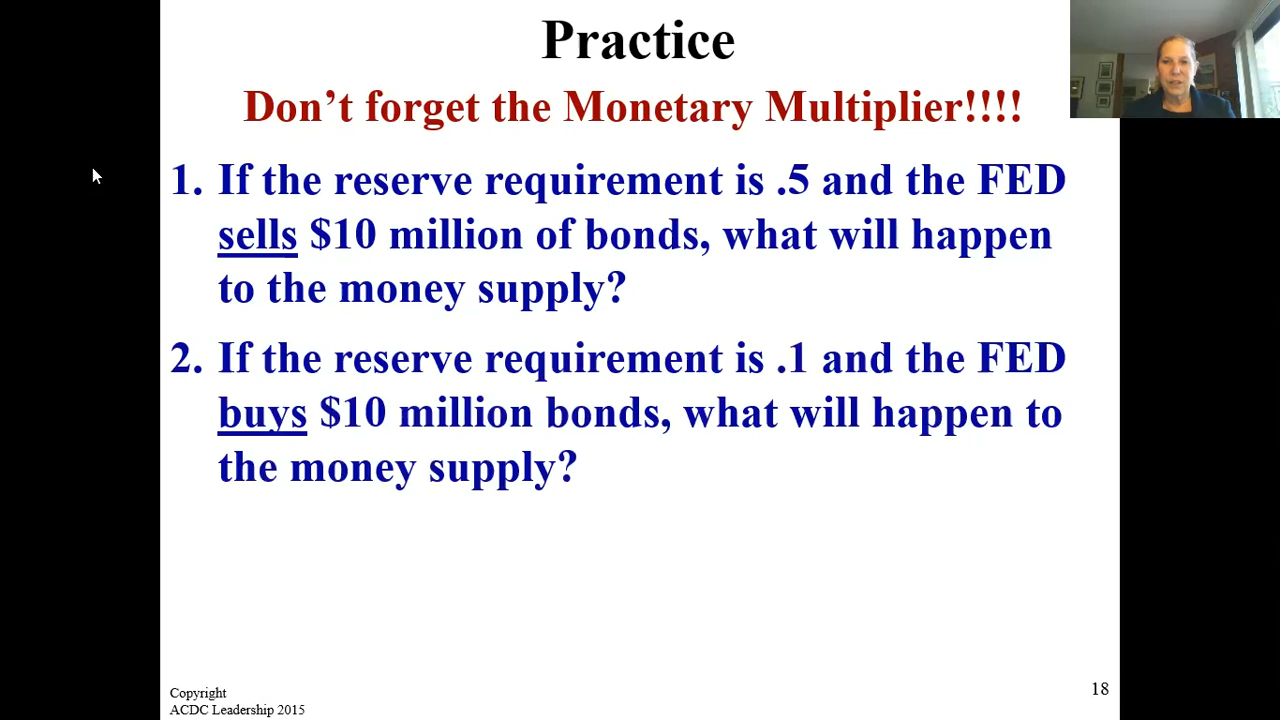 Practice
Don't forget the Monetary Multiplier!!!!
1. If the reserve requirement is .5 and the FED
sells $10 million of bonds, what will happen
to the money supply?
2. If the reserve requirement is .1 and the FED
buys $10 million bonds, what will happen to
the money supply?
Copyright
ACDC Leadership 2015
18